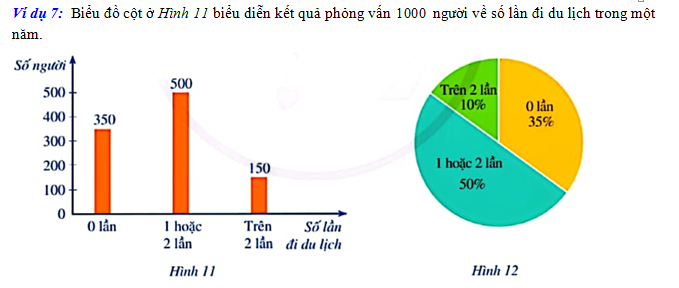 Ví dụ 7: Biểu đồ cột ở Hình 11 biểu diễn kết quả phỏng vấn 1000 người về số lần đi du lịch trong một
năm.
Số người
500
400
300
200
100
0
350
500
150
0 lần
1 hoặc
2 lần
Trên
2 lần
Số lần
đi du lịch
Hình 11
Trên 2 lần
10%
0 lần
35%
1 hoặc 2 lần
50%
Hình 12